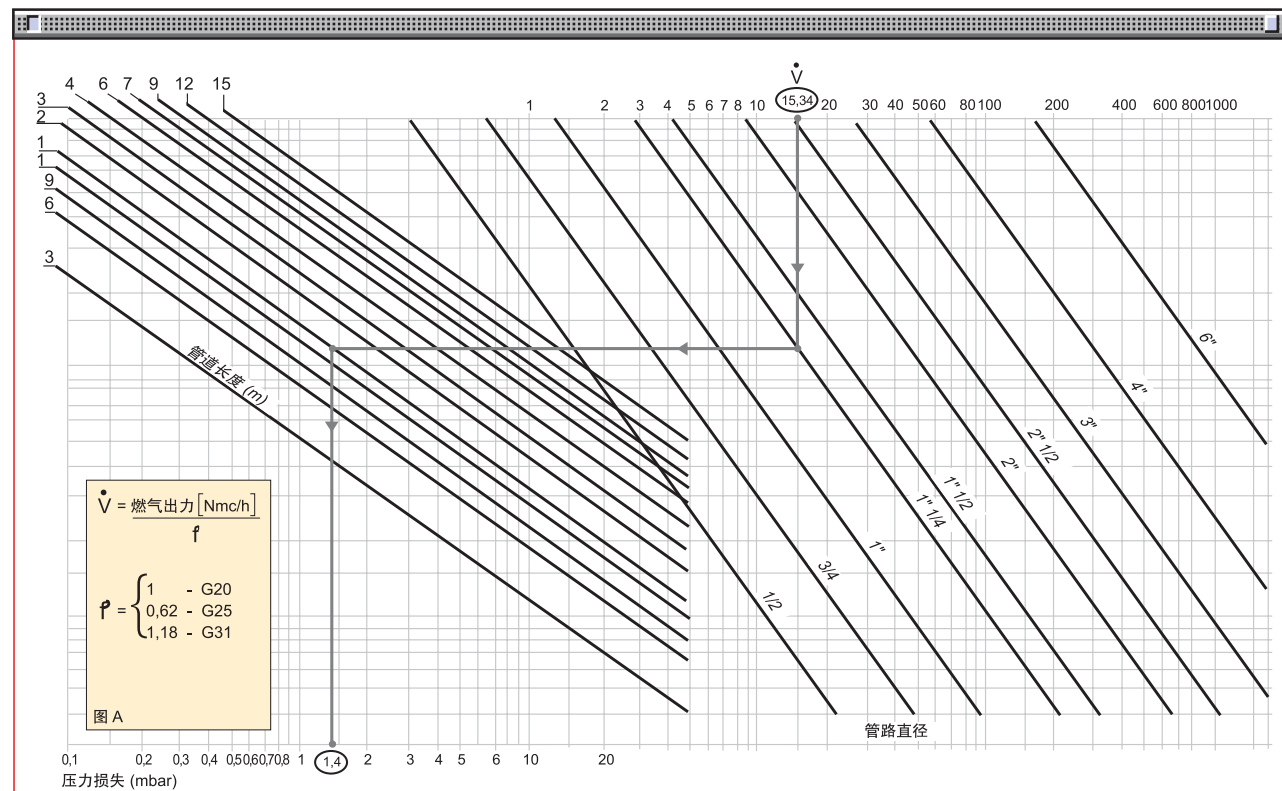 4 6 7 9 12 15
3
2
1
1
9
6
3
V
1 2 3 4 5 6 7 8 10 15,34 20 30 40 50 60 80 100 200 400 600 800 1000
管道长度 (m)
6"
4"
3"
2" 1/2
2"
1" 1/2
1" 1/4
1"
3/4
1/2
V = 燃气出力[Nmc/h]
f
f = { 1 - G20
0,62 - G25
1,18 - G31
图 A
管路直径
0,1 0,2 0,3 0,4 0,5 0,6 0,7 0,8 1 1,4 2 3 4 5 6 10 20
压力损失 (mbar)